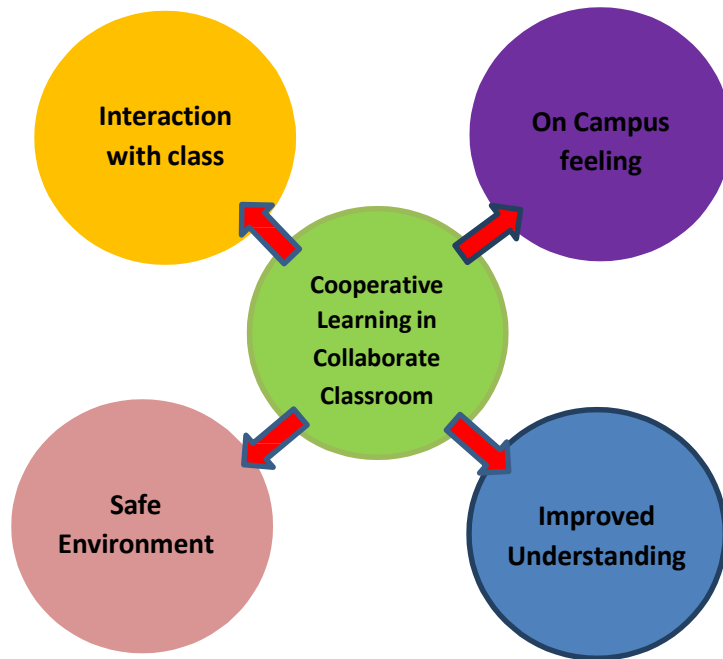 Interaction
with class
On Campus
feeling
Cooperative
Learning in
Collaborate
Classroom
Safe
Environment
Improved
Understanding